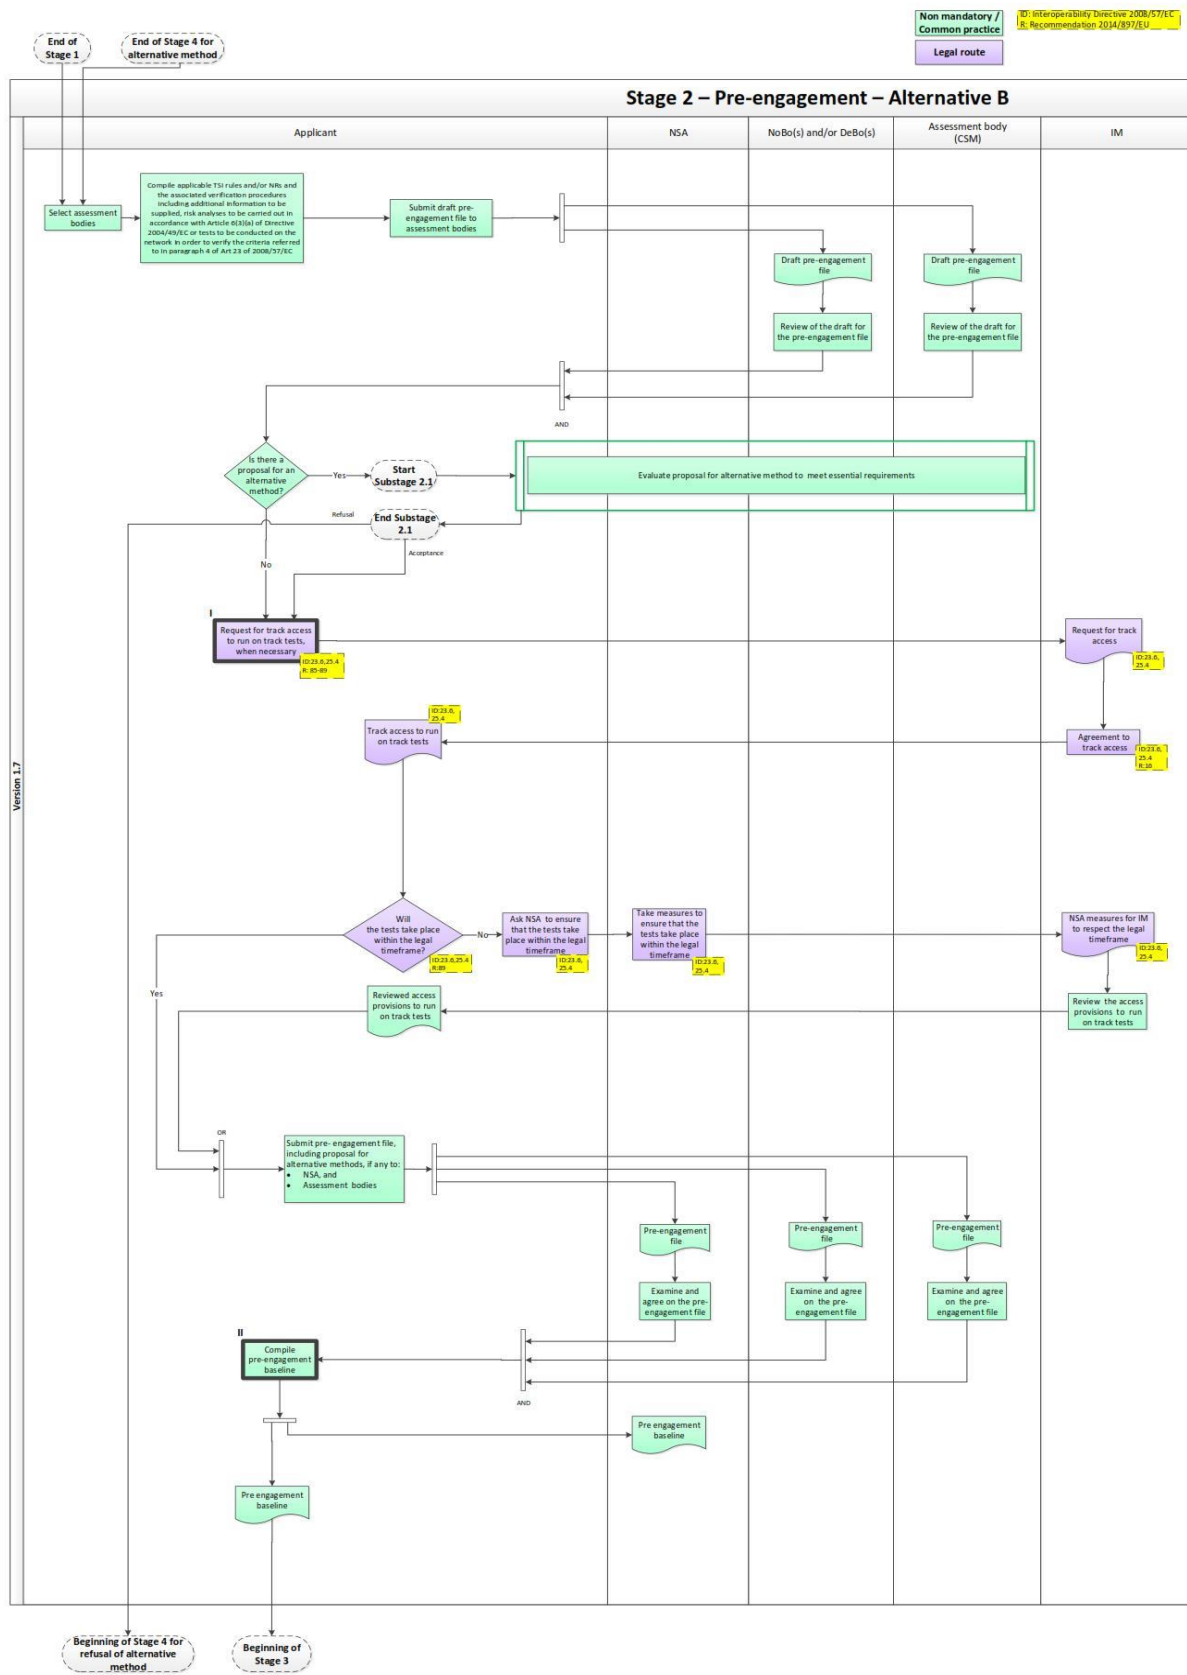 Non mandatory /
Common practice
ID: Interoperability Directive 2008/57/EC
R: Recommendation 2014/897/EU
Legal route
End of
Stage 1
End of Stage 4 for
alternative method
Stage 2 – Pre-engagement – Alternative B
Applicant
NSA
NoBo(s) and/or DeBo(s)
Assessment body
(CSM)
IM
Version 1.7
Select assessment
bodies
Compile applicable TSI rules and/or NRs and
the associated verification procedures
including additional information to be
supplied, risk analyses to be carried out in
accordance with Article 6(3)(a) of Directive
2004/49/EC or tests to be conducted on the
network in order to verify the criteria referred
to in paragraph 4 of Art 23 of 2008/57/EC
Submit draft pre-
engagement file to
assessment bodies
Draft pre-engagement
file
Draft pre-engagement
file
Review of the draft for
the pre-engagement file
Review of the draft for
the pre-engagement file
AND
Is there a
proposal for an
alternative
method?
Yes
Start
Substage 2.1
Evaluate proposal for alternative method to meet essential requirements
Refusal
End Substage
2.1
Acceptance
No
I
Request for track access
to run on track tests,
when necessary
ID:23.6,25.4
R: 85-89
Request for track
access
ID:23.6,
25.4
ID:23.6,
25.4
Track access to run
on track tests
Agreement to
track access
ID:23.6,
25.4
R:16
Will
the tests take place
within the legal
timeframe?
ID:23.6,25.4
R:89
No
Ask NSA to ensure
that the tests take
place within the legal
timeframe
ID:23.6,
25.4
Take measures to
ensure that the
tests take place
within the legal
timeframe
ID:23.6,
25.4
NSA measures for IM
to respect the legal
timeframe
ID:23.6,
25.4
Yes
Reviewed access
provisions to run
on track tests
Review the access
provisions to run
on track tests
OR
Submit pre- engagement file,
including proposal for
alternative methods, if any to:
• NSA, and
• Assessment bodies
Pre-engagement
file
Pre-engagement
file
Pre-engagement
file
Examine and
agree on the pre-
engagement file
Examine and agree
on the pre-
engagement file
Examine and agree
on the pre-
engagement file
II
Compile
pre-engagement
baseline
AND
Pre engagement
baseline
Pre engagement
baseline
Beginning of Stage 4 for
refusal of alternative
method
Beginning of
Stage 3